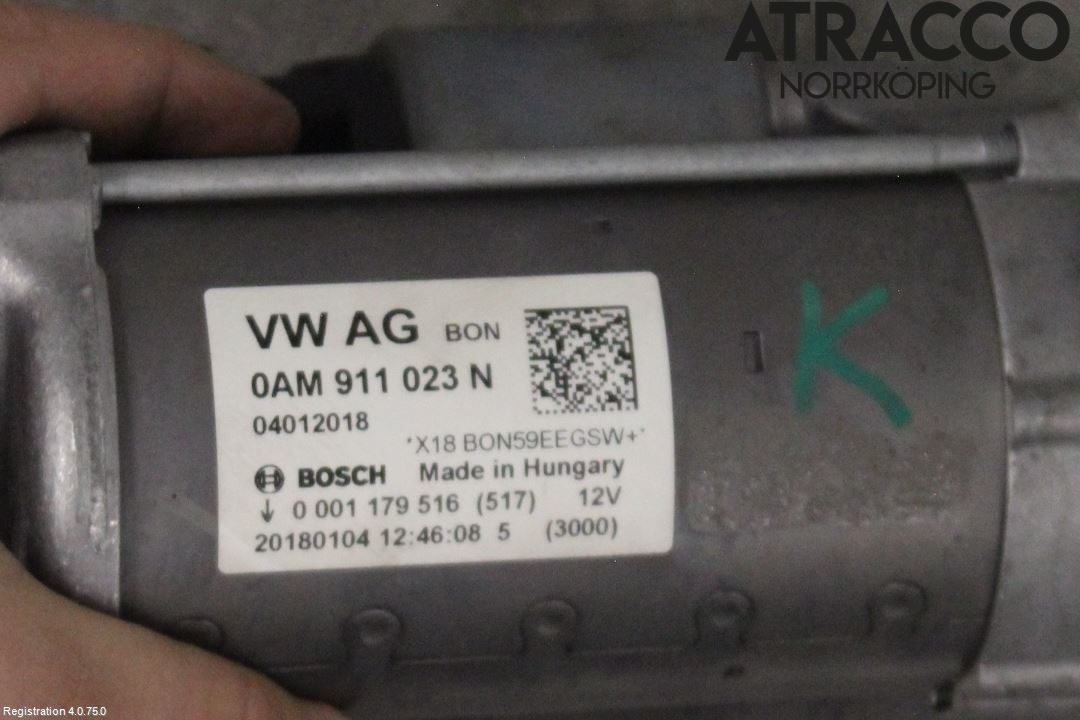 ATRACCO
NORRKÖPING
VW AG BON
0AM 911 023 N
04012018
*X18 BON59EEGSW+*
BOSCH Made in Hungary
↓ 0 001 179 516 (517) 12V
20180104 12:46:08 5 (3000)
K
Registration 4.0.75.0